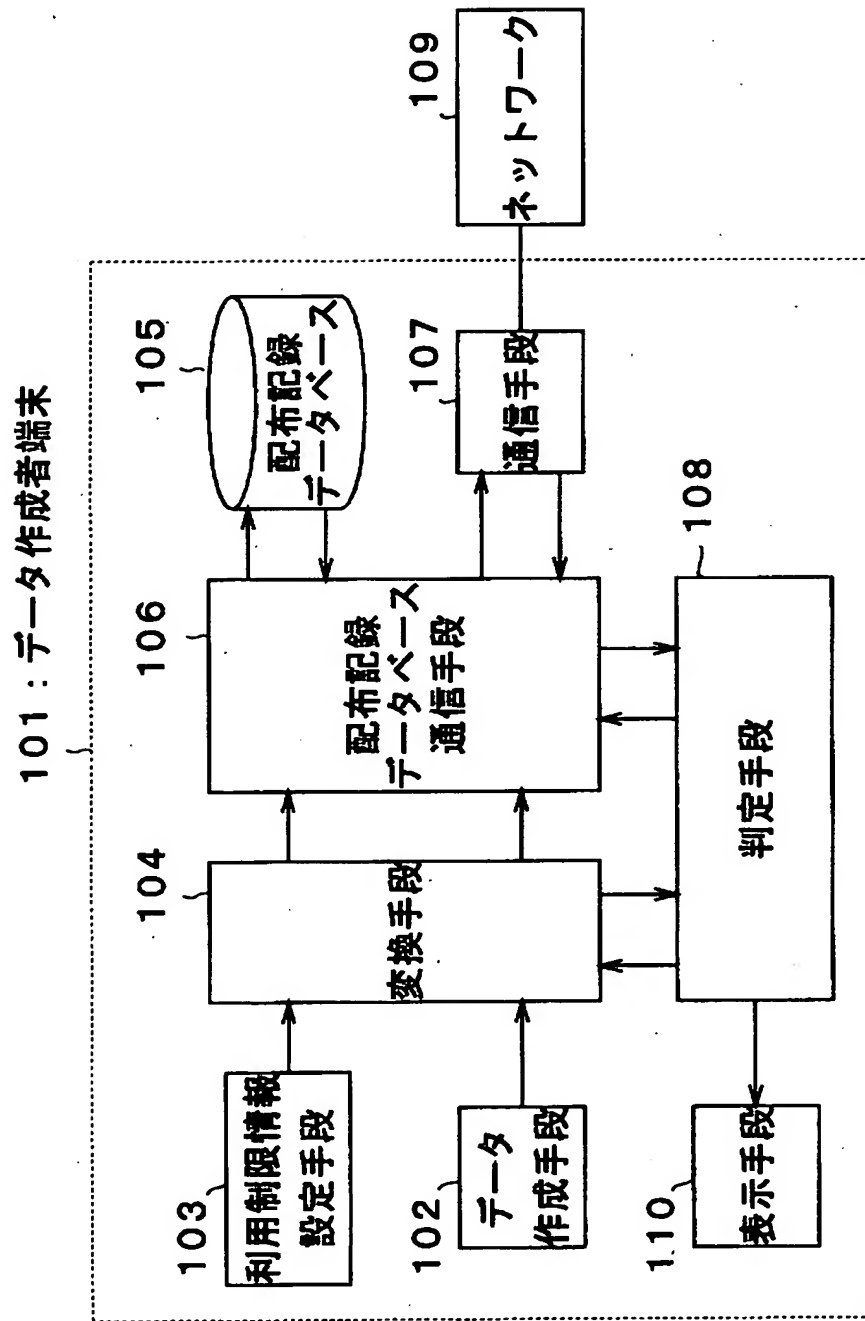 101：データ作成者端末
103
利用制限情報
設定手段
102
データ
作成手段
110
表示手段
104
変換手段
106
配布記録
データベース
通信手段
105
配布記録
データベース
107
通信手段
108
判定手段
109
ネットワーク